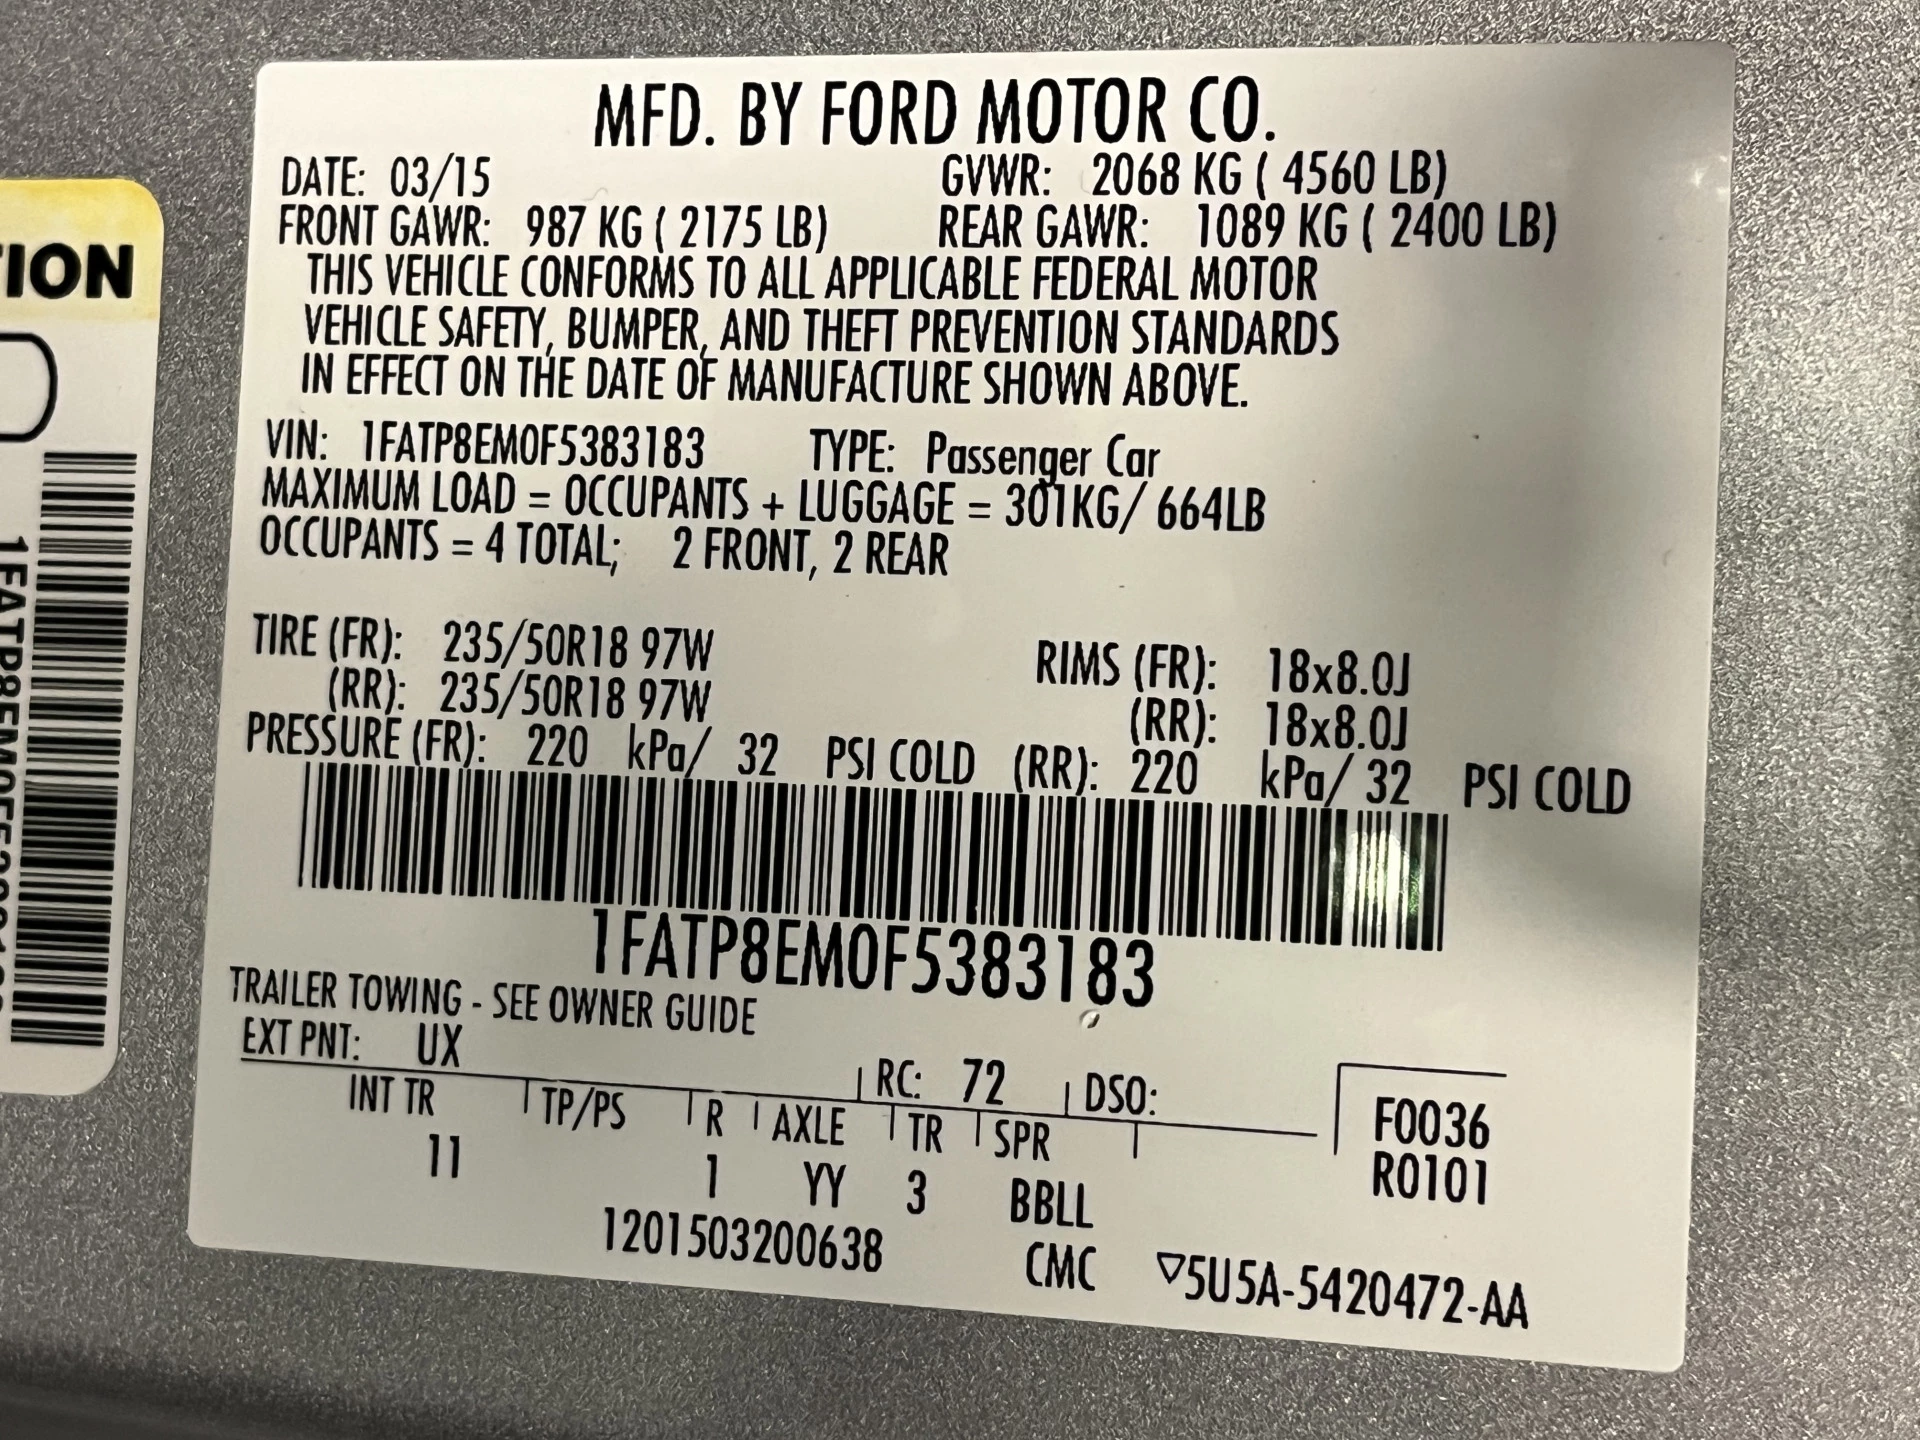 MFD. BY FORD MOTOR CO.
DATE: 03/15 GVWR: 2068 KG ( 4560 LB)
FRONT GAWR: 987 KG ( 2175 LB) REAR GAWR: 1089 KG ( 2400 LB)
THIS VEHICLE CONFORMS TO ALL APPLICABLE FEDERAL MOTOR
VEHICLE SAFETY, BUMPER, AND THEFT PREVENTION STANDARDS
IN EFFECT ON THE DATE OF MANUFACTURE SHOWN ABOVE.
VIN: 1FATP8EM0F5383183 TYPE: Passenger Car
MAXIMUM LOAD = OCCUPANTS + LUGGAGE = 301KG/ 664LB
OCCUPANTS = 4 TOTAL; 2 FRONT, 2 REAR
TIRE (FR): 235/50R18 97W RIMS (FR): 18x8.0J
(RR): 235/50R18 97W (RR): 18x8.0J
PRESSURE (FR): 220 kPa/ 32 PSI COLD (RR): 220 kPa/ 32 PSI COLD
1FATP8EM0F5383183
TRAILER TOWING - SEE OWNER GUIDE
EXT PNT: UX RC: 72 DSO:
INT TR TP/PS R AXLE TR SPR
11 1 YY 3 BBLL
F0036
R0101
1201503200638 CMC ▽5U5A-5420472-AA
ION